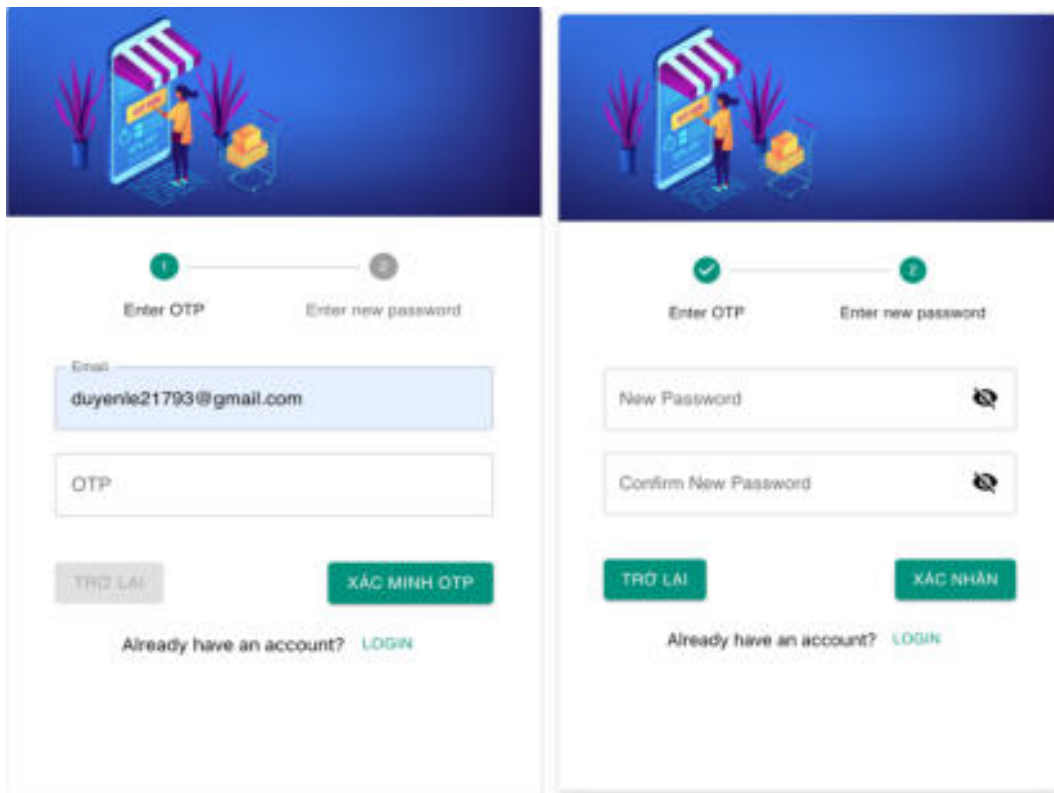 1
2
Enter OTP
Enter new password
Email
duyenle21793@gmail.com
OTP
TRỞ LẠI
XÁC MINH OTP
Already have an account? LOGIN
2
Enter OTP
Enter new password
New Password
Confirm New Password
TRỞ LẠI
XÁC NHẬN
Already have an account? LOGIN